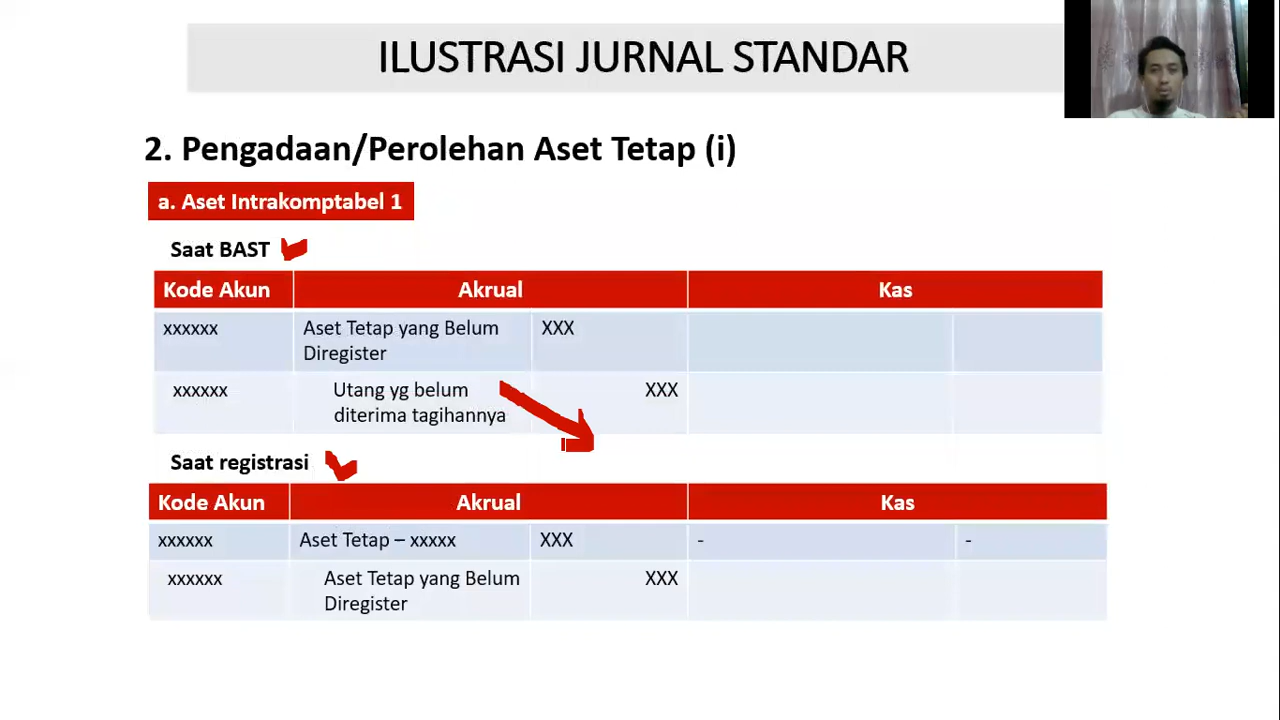 ILUSTRASI JURNAL STANDAR
2. Pengadaan/Perolehan Aset Tetap (i)
a. Aset Intrakomptabel 1
Saat BAST
Kode Akun Akrual Kas
xxxxxx Aset Tetap yang Belum XXX
Diregister
xxxxxx Utang yg belum XXX
diterima tagihannya
Saat registrasi
Kode Akun Akrual Kas
xxxxxx Aset Tetap – xxxxx XXX - -
xxxxxx Aset Tetap yang Belum XXX
Diregister